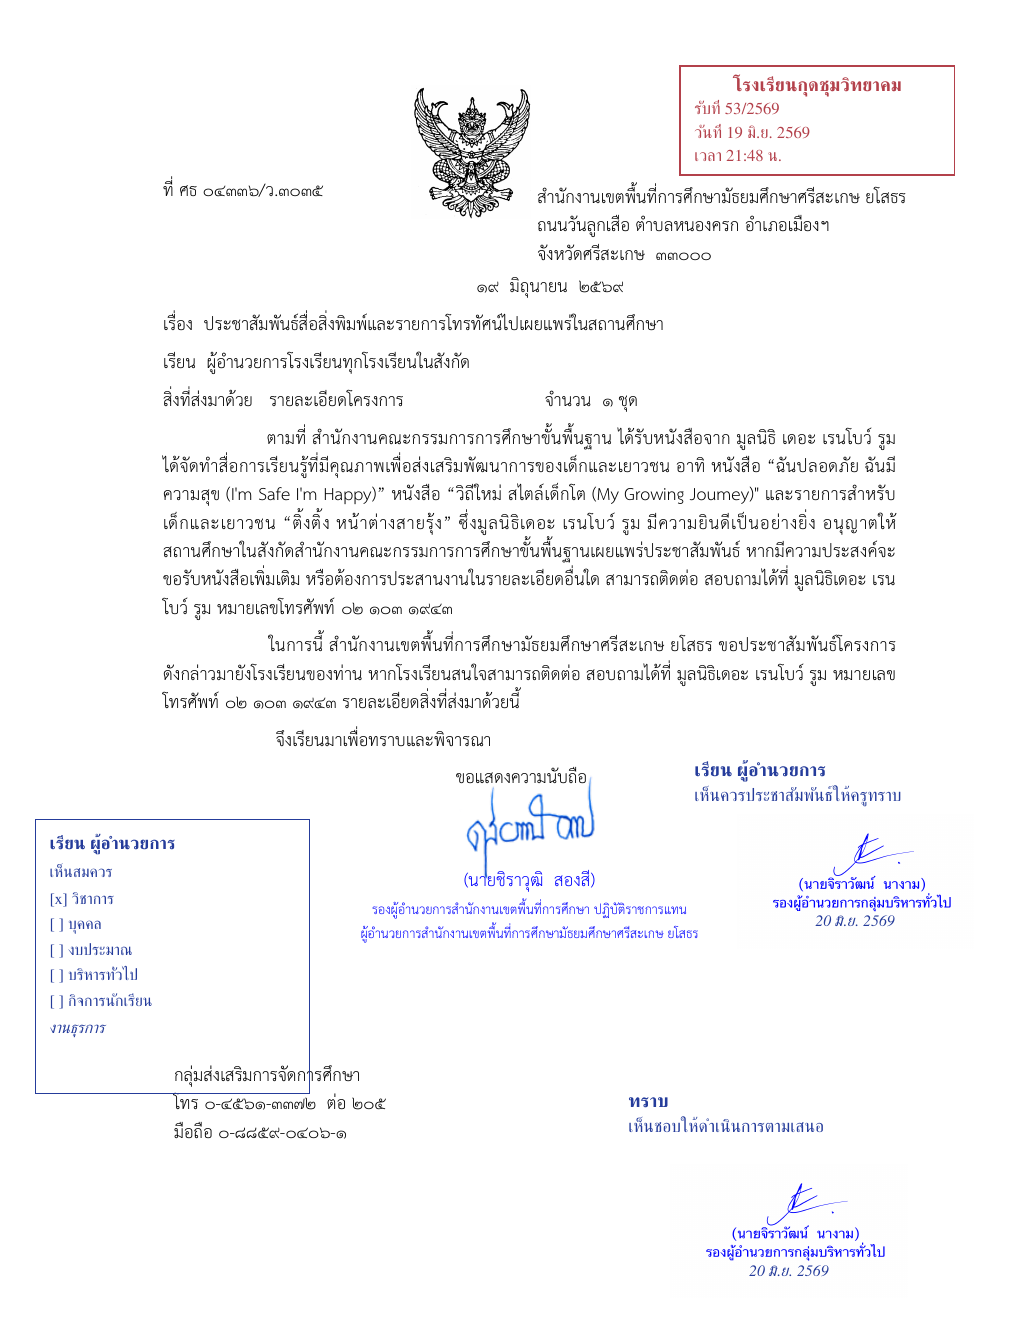 โรงเรียนกุดชุมวิทยาคม
รับที่ 53/2569
วันที่ 19 มิ.ย. 2569
เวลา 21:48 น.
ที่ ศธ ๐๔๓๓๖/ว.๓๐๓๕
สำนักงานเขตพื้นที่การศึกษามัธยมศึกษาศรีสะเกษ ยโสธร
ถนนวันลูกเสือ ตำบลหนองครก อำเภอเมืองฯ
จังหวัดศรีสะเกษ ๓๓๐๐๐
๑๙ มิถุนายน ๒๕๖๙
เรื่อง ประชาสัมพันธ์สื่อสิ่งพิมพ์และรายการโทรทัศน์ไปเผยแพร่ในสถานศึกษา
เรียน ผู้อำนวยการโรงเรียนทุกโรงเรียนในสังกัด
สิ่งที่ส่งมาด้วย รายละเอียดโครงการ จำนวน ๑ ชุด
ตามที่ สำนักงานคณะกรรมการการศึกษาขั้นพื้นฐาน ได้รับหนังสือจาก มูลนิธิ เดอะ เรนโบว์ รูม
ได้จัดทำสื่อการเรียนรู้ที่มีคุณภาพเพื่อส่งเสริมพัฒนาการของเด็กและเยาวชน อาทิ หนังสือ “ฉันปลอดภัย ฉันมี
ความสุข (I'm Safe I'm Happy)” หนังสือ “วิถีใหม่ สไตล์เด็กโต (My Growing Journey)" และรายการสำหรับ
เด็กและเยาวชน “ติ้งติ้ง หน้าต่างสายรุ้ง” ซึ่งมูลนิธิเดอะ เรนโบว์ รูม มีความยินดีเป็นอย่างยิ่ง อนุญาตให้
สถานศึกษาในสังกัดสำนักงานคณะกรรมการการศึกษาขั้นพื้นฐานเผยแพร่ประชาสัมพันธ์ หากมีความประสงค์จะ
ขอรับหนังสือเพิ่มเติม หรือต้องการประสานงานในรายละเอียดอื่นใด สามารถติดต่อ สอบถามได้ที่ มูลนิธิเดอะ เรน
โบว์ รูม หมายเลขโทรศัพท์ ๐๒ ๑๐๓ ๑๙๔๓
ในการนี้ สำนักงานเขตพื้นที่การศึกษามัธยมศึกษาศรีสะเกษ ยโสธร ขอประชาสัมพันธ์โครงการ
ดังกล่าวมายังโรงเรียนของท่าน หากโรงเรียนสนใจสามารถติดต่อ สอบถามได้ที่ มูลนิธิเดอะ เรนโบว์ รูม หมายเลข
โทรศัพท์ ๐๒ ๑๐๓ ๑๙๔๓ รายละเอียดสิ่งที่ส่งมาด้วยนี้
จึงเรียนมาเพื่อทราบและพิจารณา
ขอแสดงความนับถือ
(นายชิราวุฒิ สองสี)
รองผู้อำนวยการสำนักงานเขตพื้นที่การศึกษา ปฏิบัติราชการแทน
ผู้อำนวยการสำนักงานเขตพื้นที่การศึกษามัธยมศึกษาศรีสะเกษ ยโสธร
เรียน ผู้อำนวยการ
เห็นควรประชาสัมพันธ์ให้ครูทราบ
(นายจิราวัฒน์ นางาม)
รองผู้อำนวยการกลุ่มบริหารทั่วไป
20 มิ.ย. 2569
เรียน ผู้อำนวยการ
เห็นสมควร
[x] วิชาการ
[ ] บุคคล
[ ] งบประมาณ
[ ] บริหารทั่วไป
[ ] กิจการนักเรียน
งานธุรการ
กลุ่มส่งเสริมการจัดการศึกษา
โทร ๐-๔๕๖๑-๓๓๗๒ ต่อ ๒๐๕
มือถือ ๐-๘๘๕๙-๐๔๐๖-๑
ทราบ
เห็นชอบให้ดำเนินการตามเสนอ
(นายจิราวัฒน์ นางาม)
รองผู้อำนวยการกลุ่มบริหารทั่วไป
20 มิ.ย. 2569